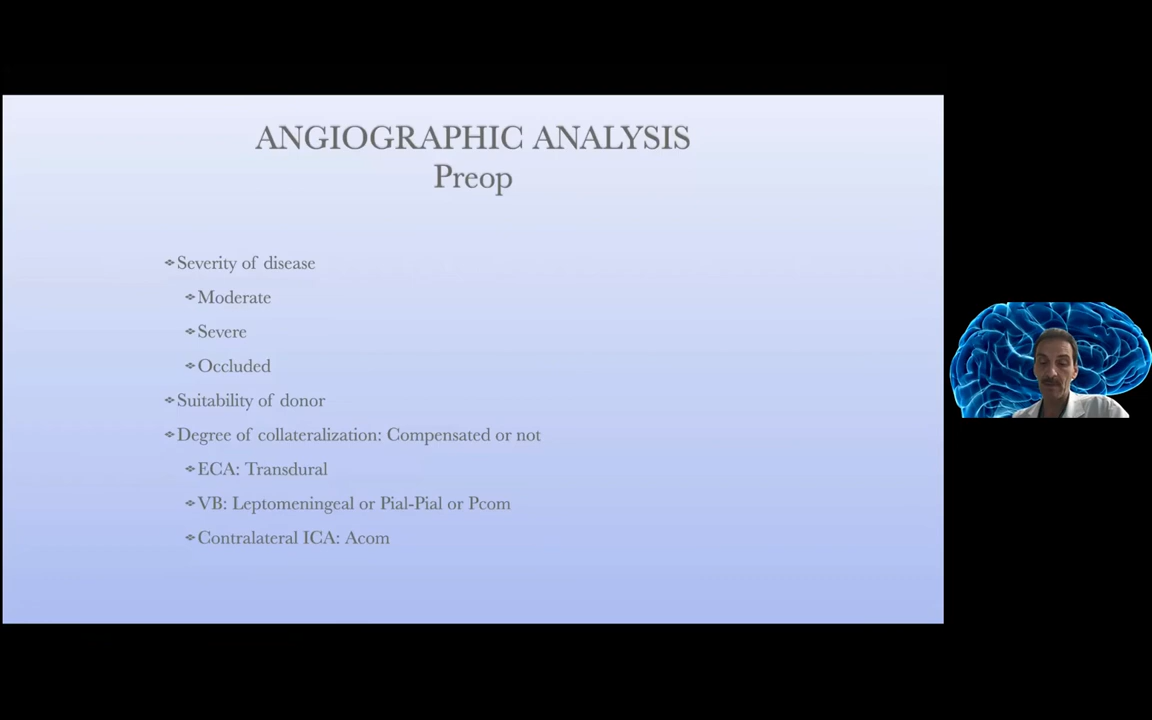 ANGIOGRAPHIC ANALYSIS
Preop
❖Severity of disease
❖Moderate
❖Severe
❖Occluded
❖Suitability of donor
❖Degree of collateralization: Compensated or not
❖ECA: Transdural
❖VB: Leptomeningeal or Pial-Pial or Pcom
❖Contralateral ICA: Acom